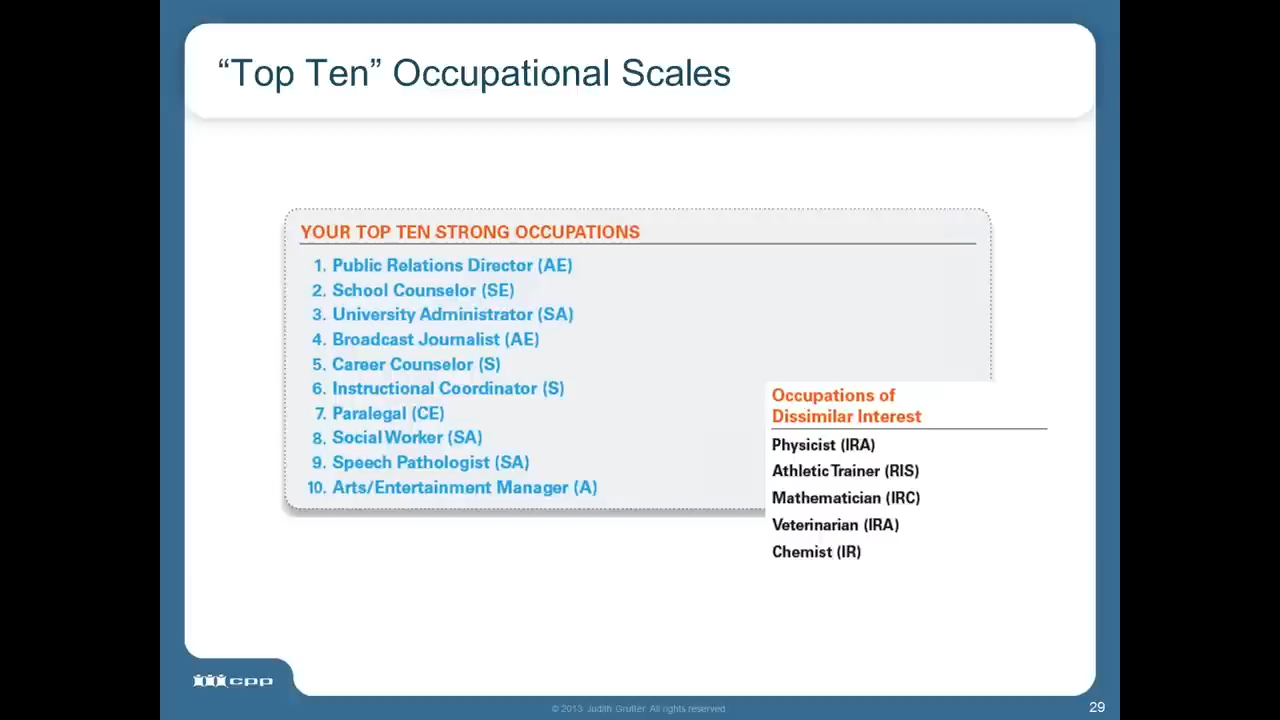 “Top Ten” Occupational Scales
YOUR TOP TEN STRONG OCCUPATIONS
1. Public Relations Director (AE)
2. School Counselor (SE)
3. University Administrator (SA)
4. Broadcast Journalist (AE)
5. Career Counselor (S)
6. Instructional Coordinator (S)
7. Paralegal (CE)
8. Social Worker (SA)
9. Speech Pathologist (SA)
10. Arts/Entertainment Manager (A)
Occupations of
Dissimilar Interest
Physicist (IRA)
Athletic Trainer (RIS)
Mathematician (IRC)
Veterinarian (IRA)
Chemist (IR)
cpp
© 2013 Judith Grutter All rights reserved
29